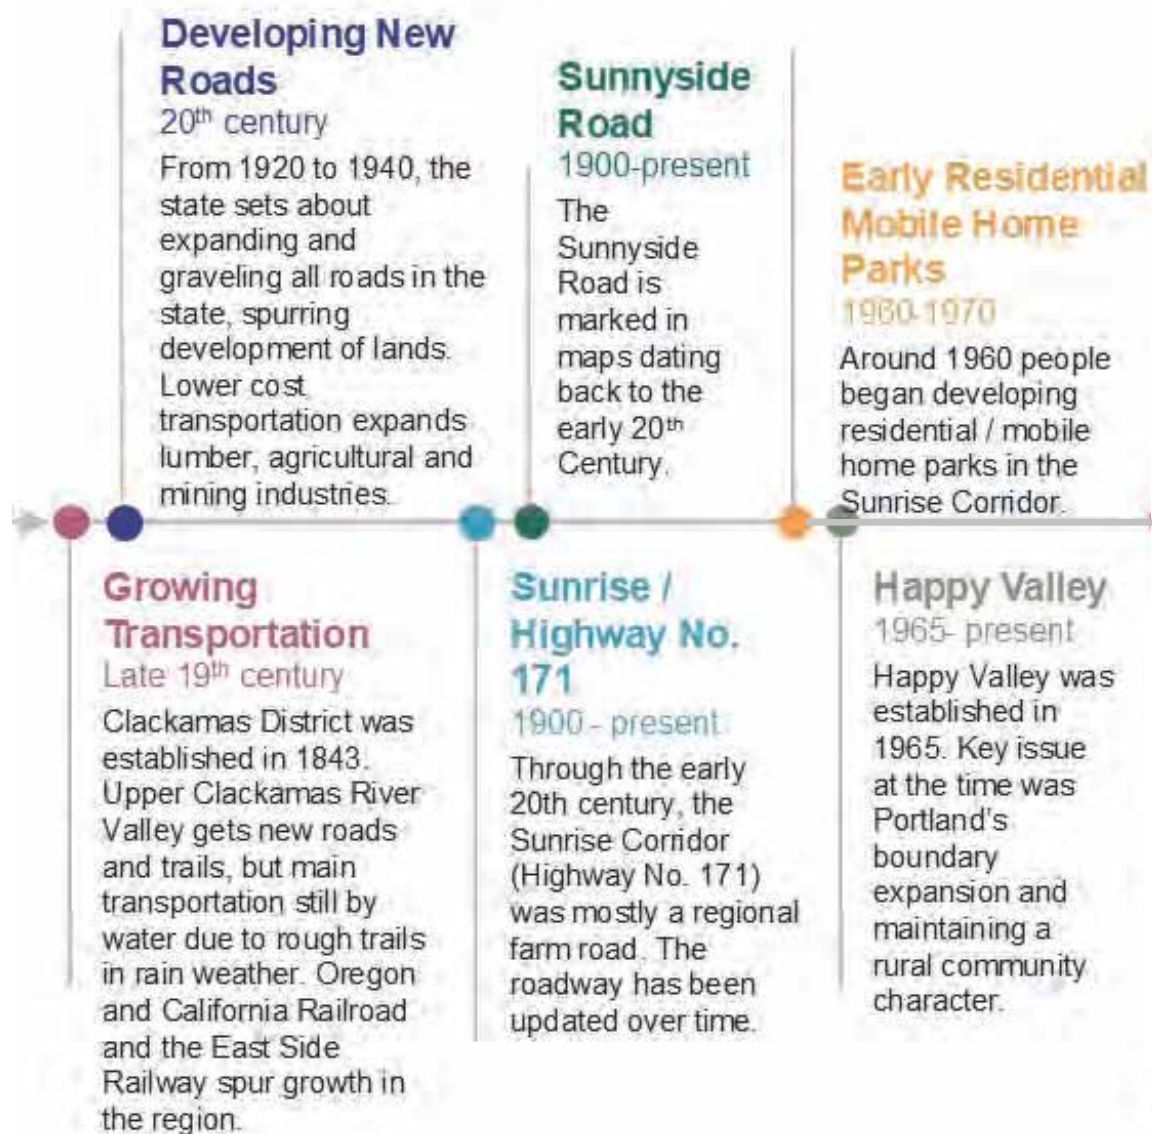 Developing New
Roads
20th century
From 1920 to 1940, the
state sets about
expanding and
graveling all roads in the
state, spurring
development of lands.
Lower cost
transportation expands
lumber, agricultural and
mining industries.
Sunnyside
Road
1900-present
The
Sunnyside
Road is
marked in
maps dating
back to the
early 20th
Century.
Early Residential
Mobile Home
Parks
1960-1970
Around 1960 people
began developing
residential / mobile
home parks in the
Sunrise Corridor.
Growing
Transportation
Late 19th century
Clackamas District was
established in 1843.
Upper Clackamas River
Valley gets new roads
and trails, but main
transportation still by
water due to rough trails
in rain weather. Oregon
and California Railroad
and the East Side
Railway spur growth in
the region.
Sunrise /
Highway No.
171
1900 - present
Through the early
20th century, the
Sunrise Corridor
(Highway No. 171)
was mostly a regional
farm road. The
roadway has been
updated over time.
Happy Valley
1965- present
Happy Valley was
established in
1965. Key issue
at the time was
Portland's
boundary
expansion and
maintaining a
rural community
character.